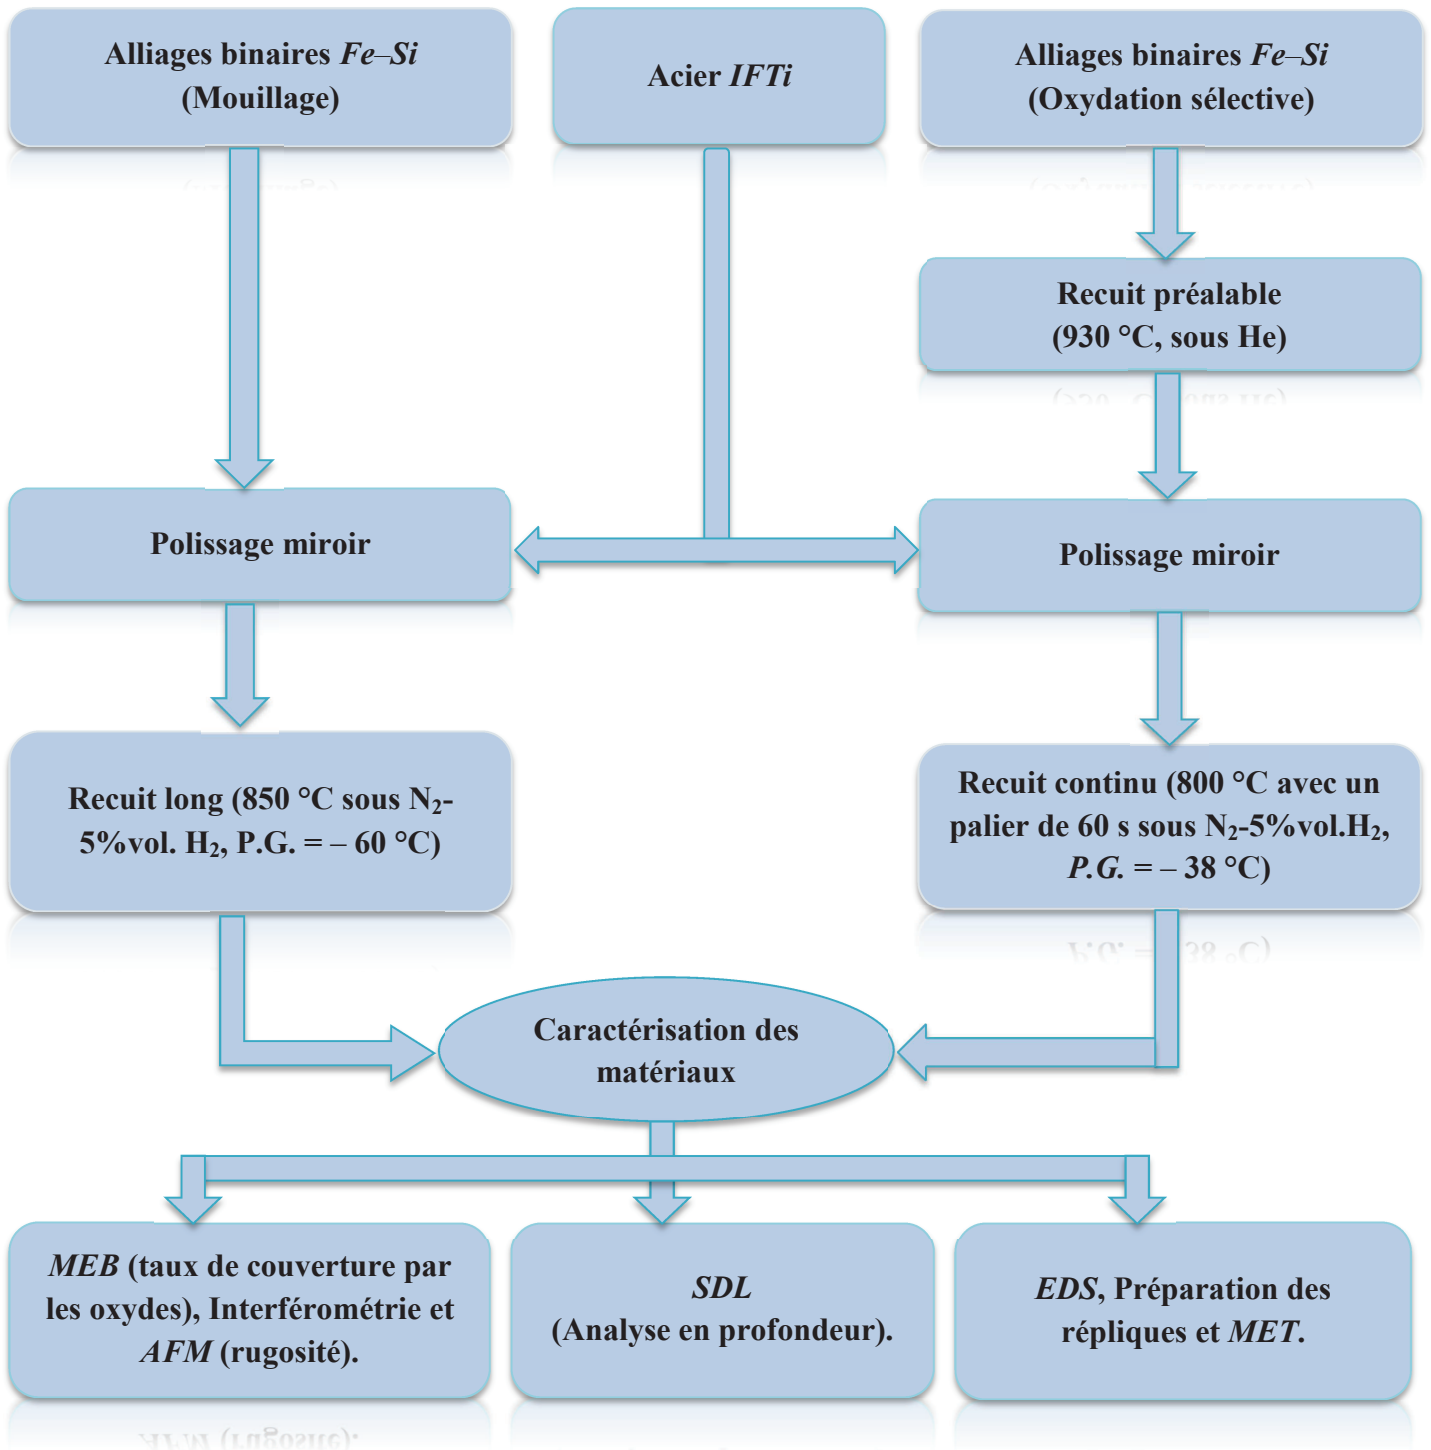 Alliages binaires Fe–Si
(Mouillage)
Acier IFTi
Alliages binaires Fe–Si
(Oxydation sélective)
Recuit préalable
(930 °C, sous He)
Polissage miroir
Polissage miroir
Recuit long (850 °C sous N₂-
5%vol. H₂, P.G. = – 60 °C)
Recuit continu (800 °C avec un
palier de 60 s sous N₂-5%vol.H₂,
P.G. = – 38 °C)
Caractérisation des
matériaux
MEB (taux de couverture par
les oxydes), Interférométrie et
AFM (rugosité).
SDL
(Analyse en profondeur).
EDS, Préparation des
répliques et MET.